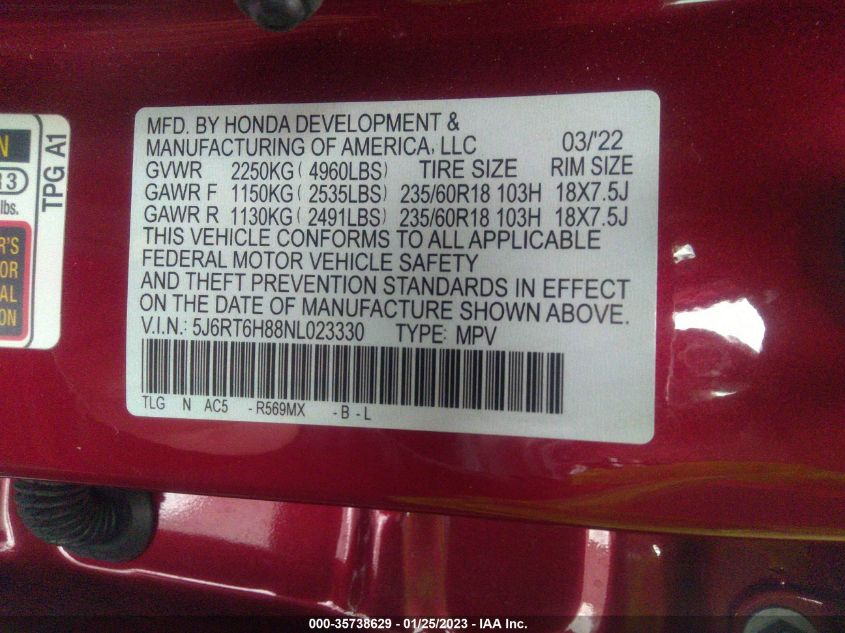 MFD. BY HONDA DEVELOPMENT &
MANUFACTURING OF AMERICA, LLC 03/'22
GVWR 2250KG ( 4960LBS) TIRE SIZE RIM SIZE
GAWR F 1150KG ( 2535LBS) 235/60R18 103H 18X7.5J
GAWR R 1130KG ( 2491LBS) 235/60R18 103H 18X7.5J
THIS VEHICLE CONFORMS TO ALL APPLICABLE
FEDERAL MOTOR VEHICLE SAFETY
AND THEFT PREVENTION STANDARDS IN EFFECT
ON THE DATE OF MANUFACTURE SHOWN ABOVE.
V.I.N.: 5J6RT6H88NL023330 TYPE: MPV
TLG N AC5 -R569MX -B-L
TPG A1
lbs.
000-35738629 - 01/25/2023 - IAA Inc.